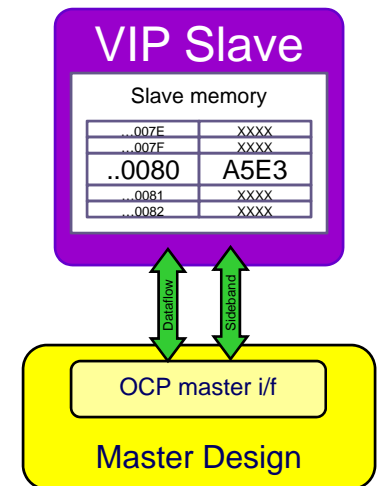 VIP Slave
Slave memory
...007E XXXX
...007F XXXX
..0080 A5E3
...0081 XXXX
...0082 XXXX
Dataflow
Sideband
OCP master i/f
Master Design